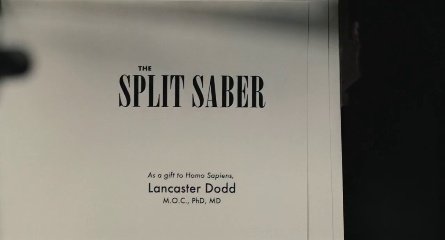 THE
SPLIT SABER
As a gift to Homo Sapiens,
Lancaster Dodd
M.O.C., PhD, MD